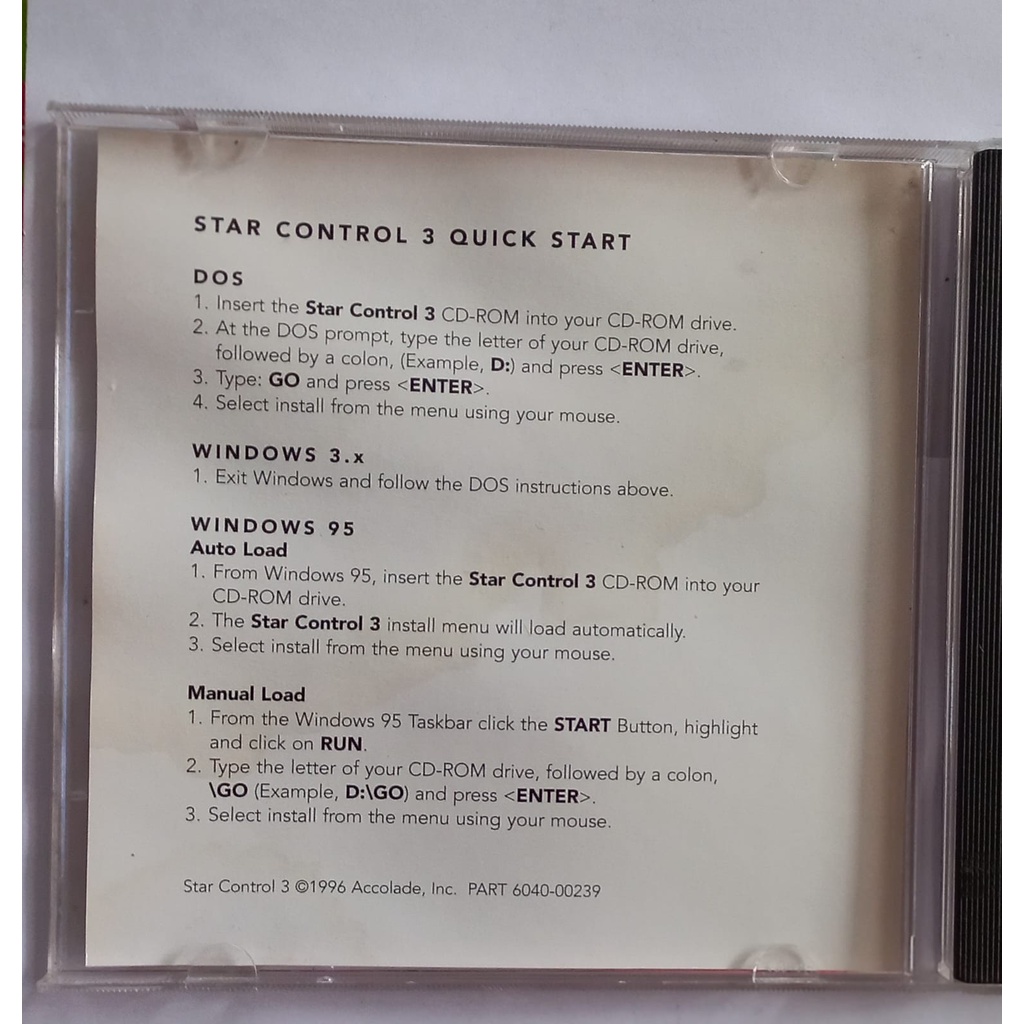 STAR CONTROL 3 QUICK START
DOS
1. Insert the Star Control 3 CD-ROM into your CD-ROM drive.
2. At the DOS prompt, type the letter of your CD-ROM drive,
followed by a colon, (Example, D:) and press <ENTER>.
3. Type: GO and press <ENTER>.
4. Select install from the menu using your mouse.
WINDOWS 3.x
1. Exit Windows and follow the DOS instructions above.
WINDOWS 95
Auto Load
1. From Windows 95, insert the Star Control 3 CD-ROM into your
CD-ROM drive.
2. The Star Control 3 install menu will load automatically.
3. Select install from the menu using your mouse.
Manual Load
1. From the Windows 95 Taskbar click the START Button, highlight
and click on RUN.
2. Type the letter of your CD-ROM drive, followed by a colon,
\GO (Example, D:\GO) and press <ENTER>.
3. Select install from the menu using your mouse.
Star Control 3 ©1996 Accolade, Inc. PART 6040-00239